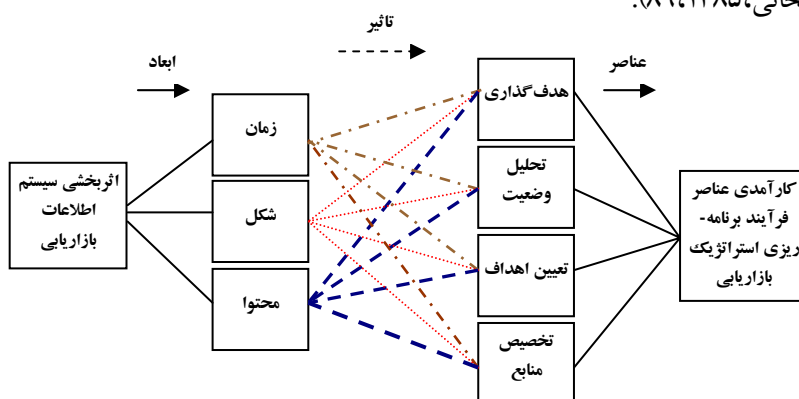 تاثیر
ابعاد
عناصر
اثربخشی سیستم
اطلاعات
بازاریابی
زمان
شکل
محتوا
هدف‌گذاری
تحلیل
وضعیت
تعیین اهداف
تخصیص
منابع
کارآمدی عناصر
فرآیند برنامه-
ریزی استراتژیک
بازاریابی